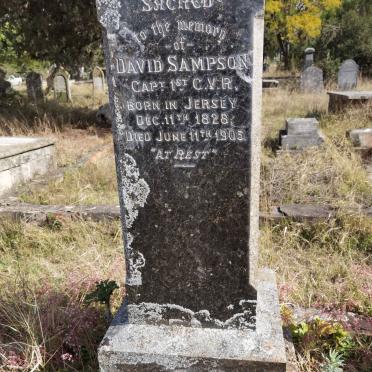 SACRED
to the memory
of
DAVID SAMPSON
CAPT 1ST C.V.R.
BORN IN JERSEY
DEC. 11TH 1828,
DIED JUNE 11TH 1903.
"AT REST"